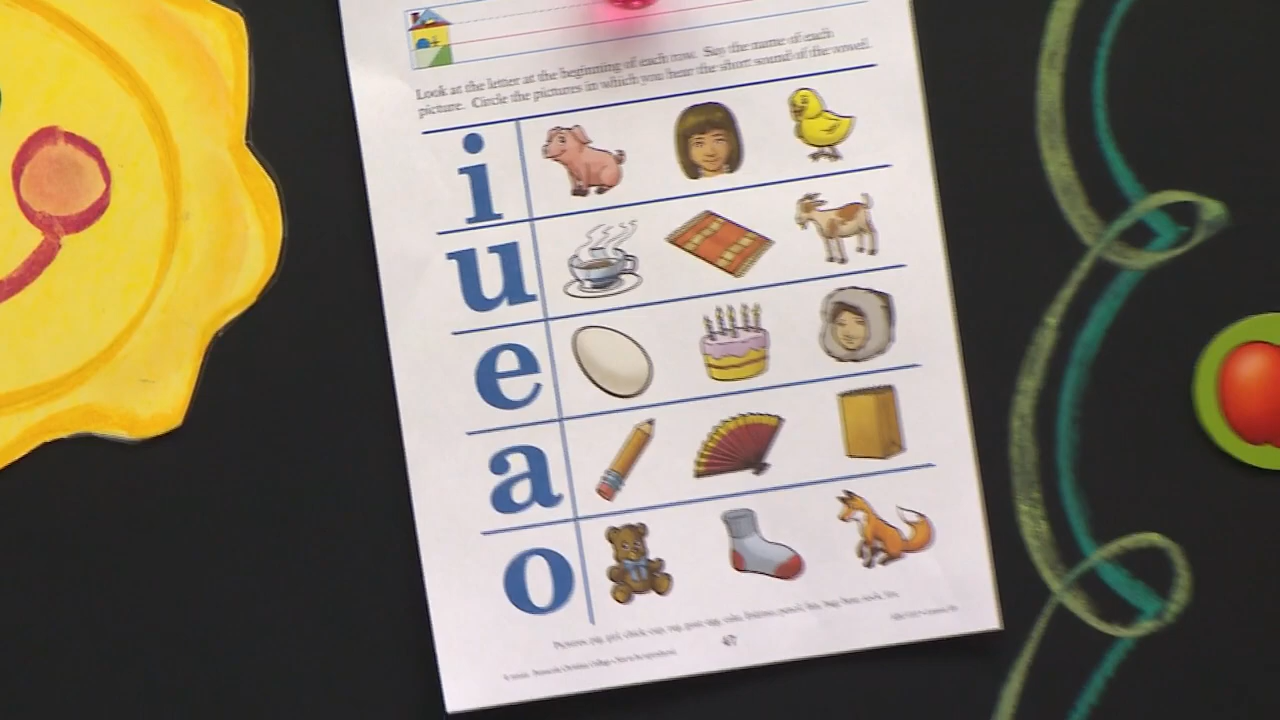 Look at the letter at the beginning of each row. Say the name of each
picture. Circle the pictures in which you hear the short sound of the vowel.
i
u
e
a
o
47